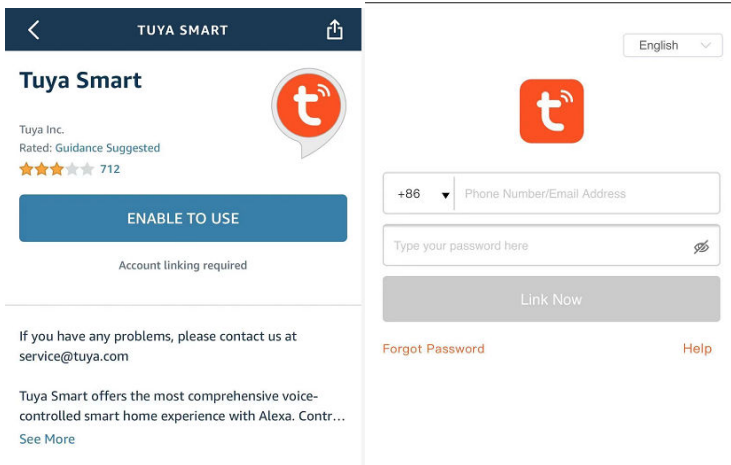 TUYA SMART
Tuya Smart
Tuya Inc.
Rated: Guidance Suggested
712
ENABLE TO USE
Account linking required
If you have any problems, please contact us at
service@tuya.com
Tuya Smart offers the most comprehensive voice-
controlled smart home experience with Alexa. Contr...
See More
English
+86
Phone Number/Email Address
Type your password here
Link Now
Forgot Password
Help